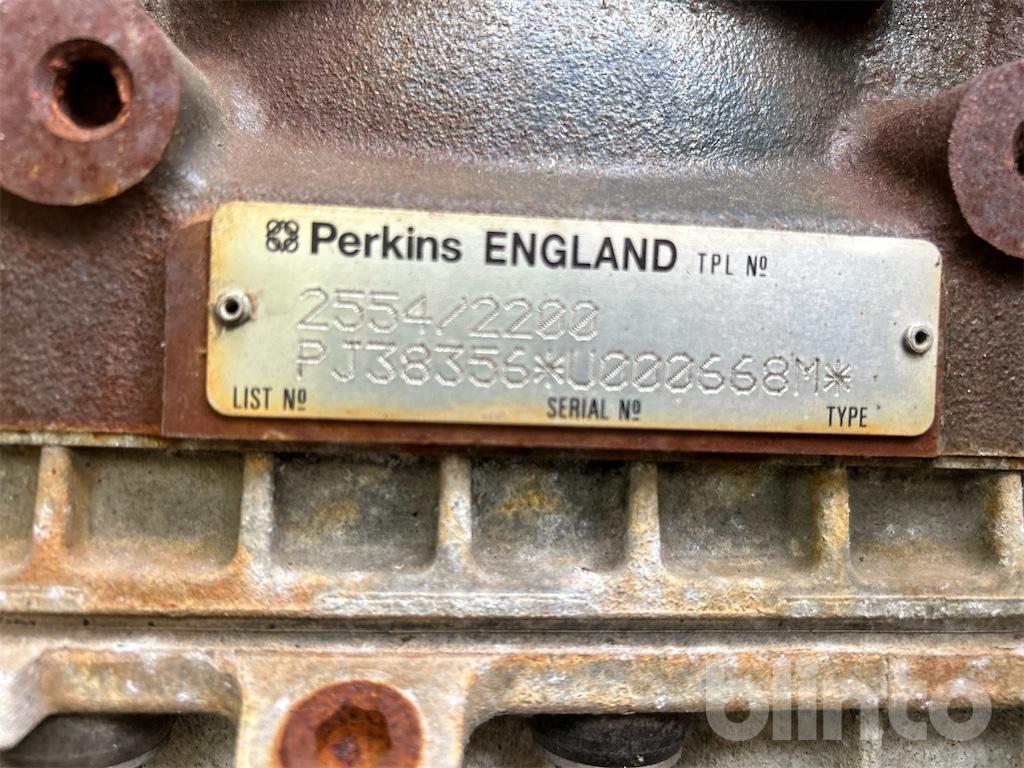 Perkins ENGLAND TPL Nº
2554/2200
PJ38356*U000668M*
LIST Nº SERIAL Nº TYPE
blinto